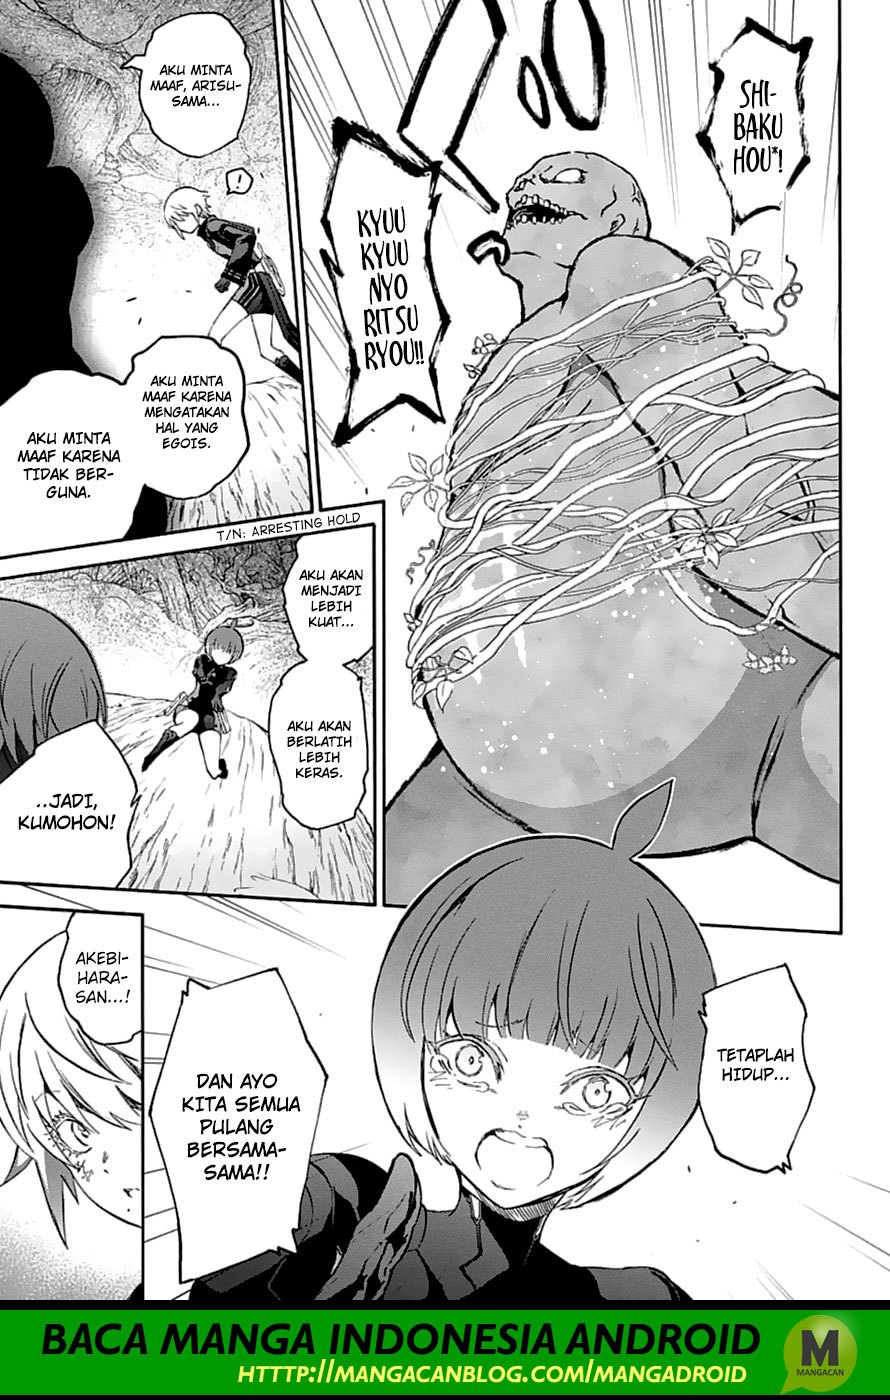 SHI-
BAKU
HOU*!
KYUU
KYUU
NYO
RITSU
RYOU!!
AKU MINTA
MAAF, ARISU-
SAMA...
!
AKU MINTA
MAAF KARENA
MENGATAKAN
HAL YANG
EGOIS.
AKU MINTA
MAAF KARENA
TIDAK BER-
GUNA.
T/N: ARRESTING HOLD
AKU AKAN
MENJADI
LEBIH
KUAT...
AKU AKAN
BERLATIH
LEBIH
KERAS.
..JADI,
KUMOHON!
TETAPLAH
HIDUP...
DAN AYO
KITA SEMUA
PULANG
BERSAMA-
SAMA!!
AKEBI-
HARA-
SAN...!
BACA MANGA INDONESIA ANDROID
HTTTP://MANGACANBLOG.COM/MANGADROID
M
MANGACAN